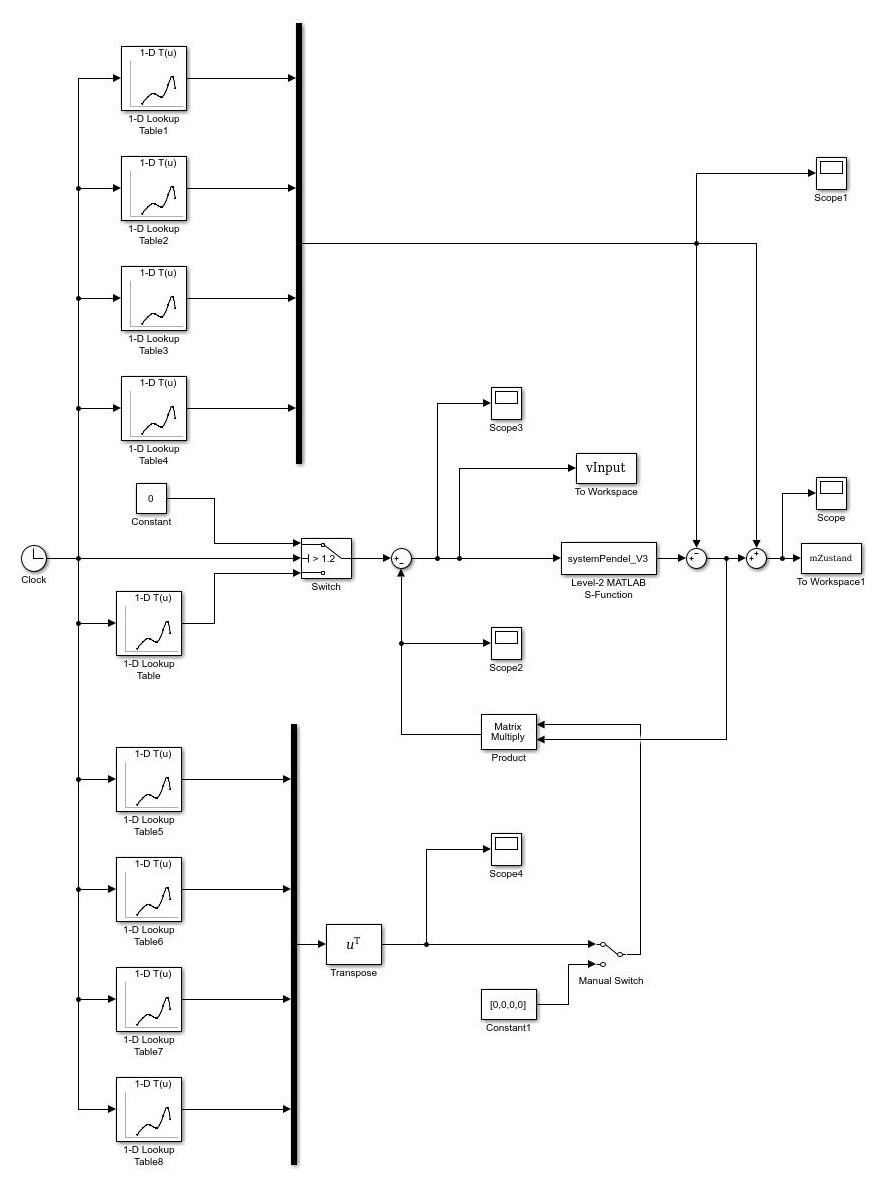 1-D T(u)
1-D Lookup
Table1
1-D T(u)
1-D Lookup
Table2
Scope1
1-D T(u)
1-D Lookup
Table3
1-D T(u)
1-D Lookup
Table4
Scope3
vInput
To Workspace
0
Constant
Scope
Clock
> 1.2
Switch
+
-
systemPendel_V3
Level-2 MATLAB
S-Function
+
-
+
+
mZustand
To Workspace1
1-D T(u)
1-D Lookup
Table
Scope2
Matrix
Multiply
Product
1-D T(u)
1-D Lookup
Table5
Scope4
1-D T(u)
1-D Lookup
Table6
uT
Transpose
Manual Switch
1-D T(u)
1-D Lookup
Table7
[0,0,0,0]
Constant1
1-D T(u)
1-D Lookup
Table8